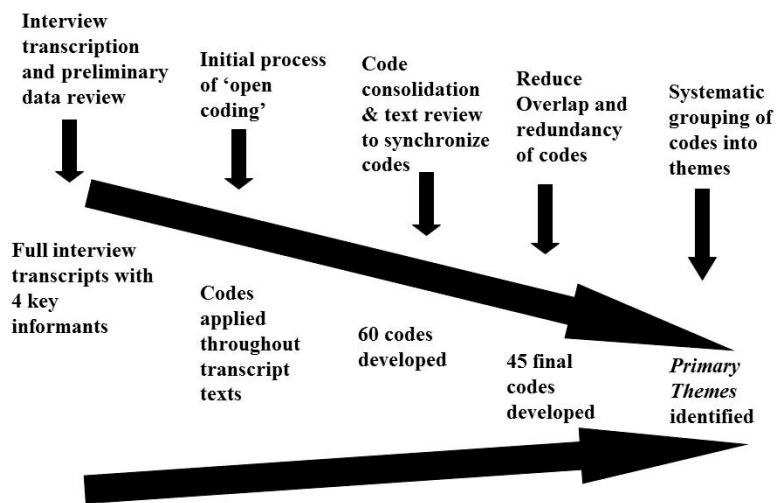 Interview
transcription
and preliminary
data review
Initial process
of ‘open
coding’
Code
consolidation
& text review
to synchronize
codes
Reduce
Overlap and
redundancy
of codes
Systematic
grouping of
codes into
themes
Full interview
transcripts with
4 key
informants
Codes
applied
throughout
transcript
texts
60 codes
developed
45 final
codes
developed
Primary
Themes
identified